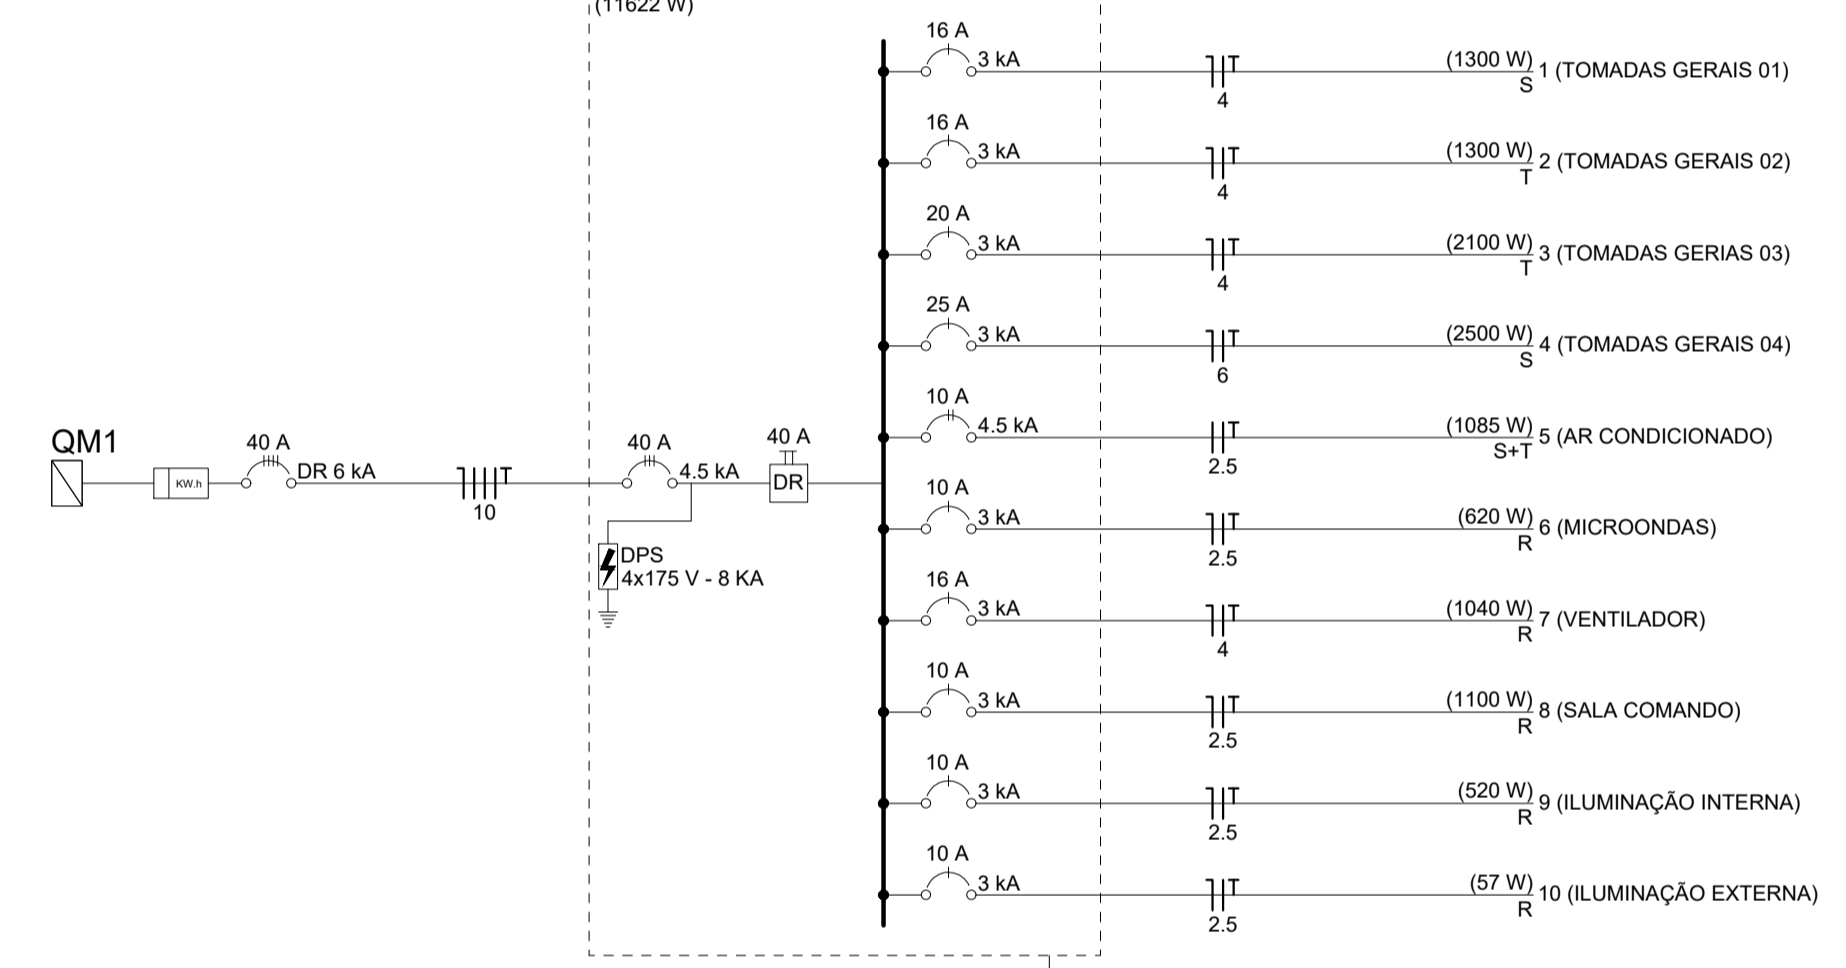 (11622 W)
16 A
3 kA
4
(1300 W)
S
1 (TOMADAS GERAIS 01)
16 A
3 kA
4
(1300 W)
T
2 (TOMADAS GERAIS 02)
20 A
3 kA
4
(2100 W)
T
3 (TOMADAS GERIAS 03)
25 A
3 kA
6
(2500 W)
S
4 (TOMADAS GERAIS 04)
QM1
KW.h
40 A
DR 6 kA
10
40 A
4.5 kA
40 A
DR
DPS
4x175 V - 8 KA
10 A
4.5 kA
2.5
(1085 W)
S+T
5 (AR CONDICIONADO)
10 A
3 kA
2.5
(620 W)
R
6 (MICROONDAS)
16 A
3 kA
4
(1040 W)
R
7 (VENTILADOR)
10 A
3 kA
2.5
(1100 W)
R
8 (SALA COMANDO)
10 A
3 kA
2.5
(520 W)
R
9 (ILUMINAÇÃO INTERNA)
10 A
3 kA
2.5
(57 W)
R
10 (ILUMINAÇÃO EXTERNA)